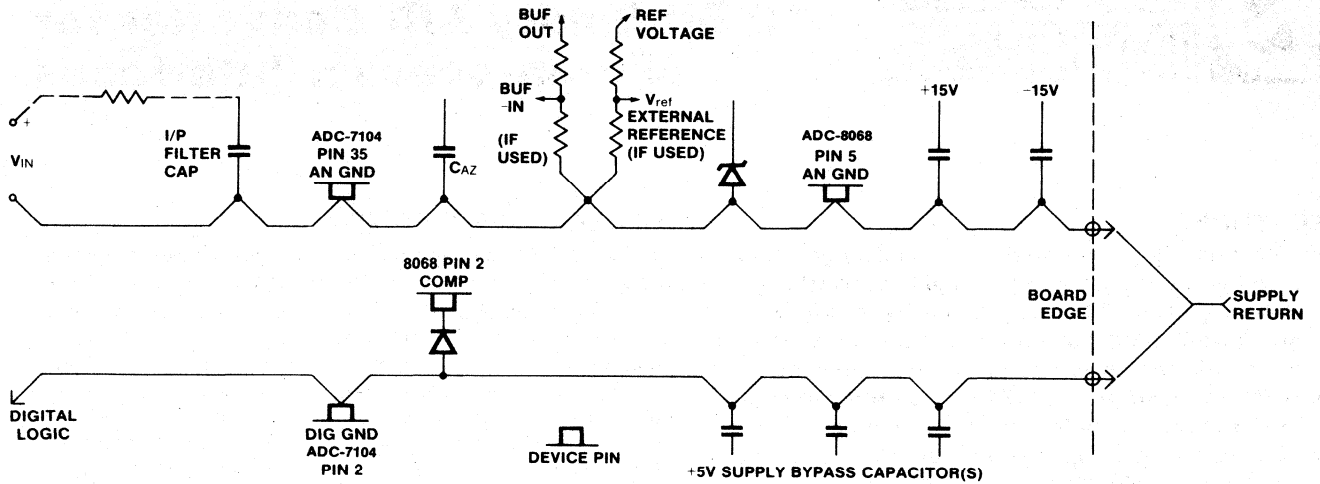 BUF
OUT
REF
VOLTAGE
+
VIN
I/P
FILTER
CAP
ADC-7104
PIN 35
AN GND
CAZ
BUF
-IN
(IF
USED)
Vref
EXTERNAL
REFERENCE
(IF USED)
ADC-8068
PIN 5
AN GND
+15V
-15V
8068 PIN 2
COMP
BOARD
EDGE
SUPPLY
RETURN
DIGITAL
LOGIC
DIG GND
ADC-7104
PIN 2
DEVICE PIN
+5V SUPPLY BYPASS CAPACITOR(S)